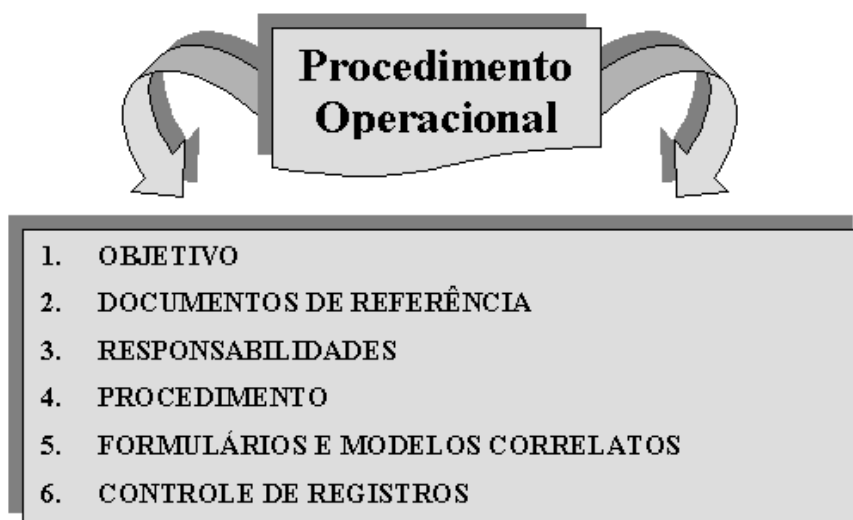 Procedimento
Operacional
1. OBJETIVO
2. DOCUMENTOS DE REFERÊNCIA
3. RESPONSABILIDADES
4. PROCEDIMENTO
5. FORMULÁRIOS E MODELOS CORRELATOS
6. CONTROLE DE REGISTROS